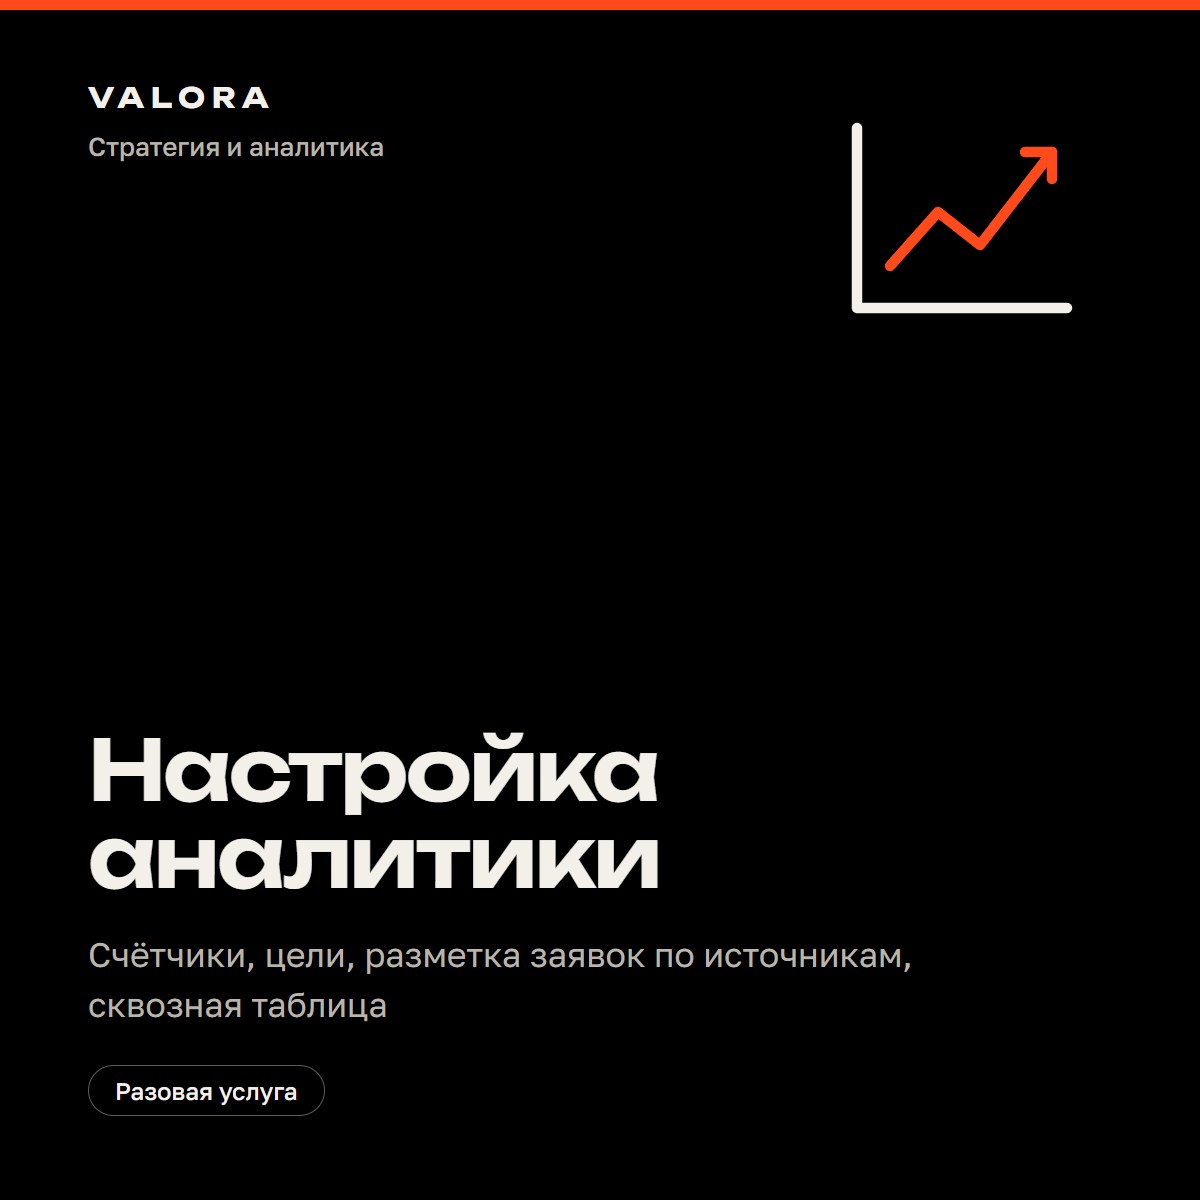 VALORA
Стратегия и аналитика
Настройка
аналитики
Счётчики, цели, разметка заявок по источникам,
сквозная таблица
Разовая услуга